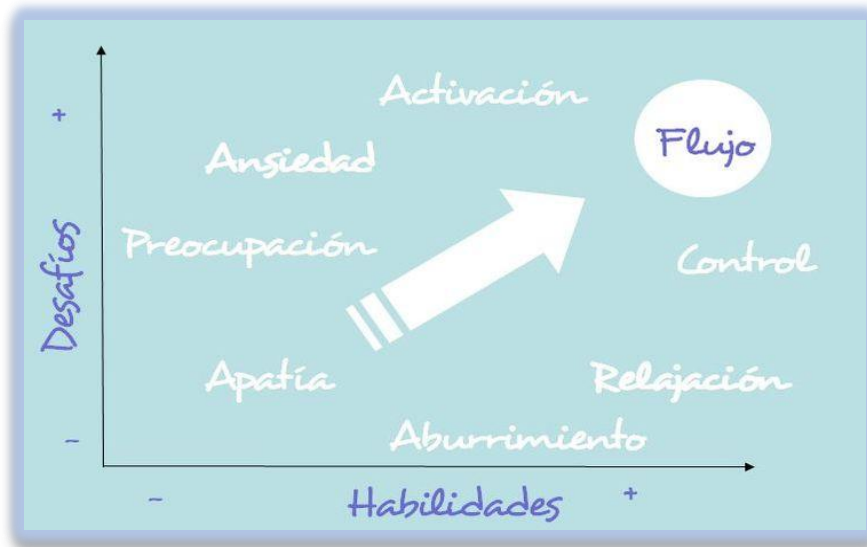 Activación
+
Flujo
Ansiedad
Preocupación
Control
Desafíos
Apatía
Relajación
-
Aburrimiento
-
Habilidades
+